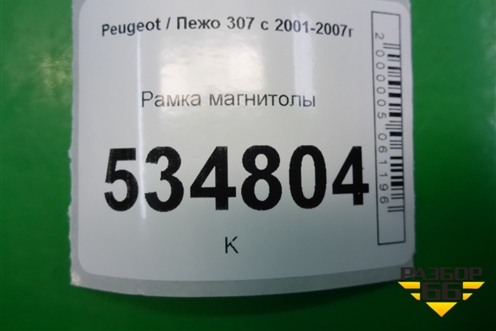 Peugeot / Пежо 307 с 2001-2007г
Рамка магнитолы
534804
К
2000005061196
РАЗБОР
66